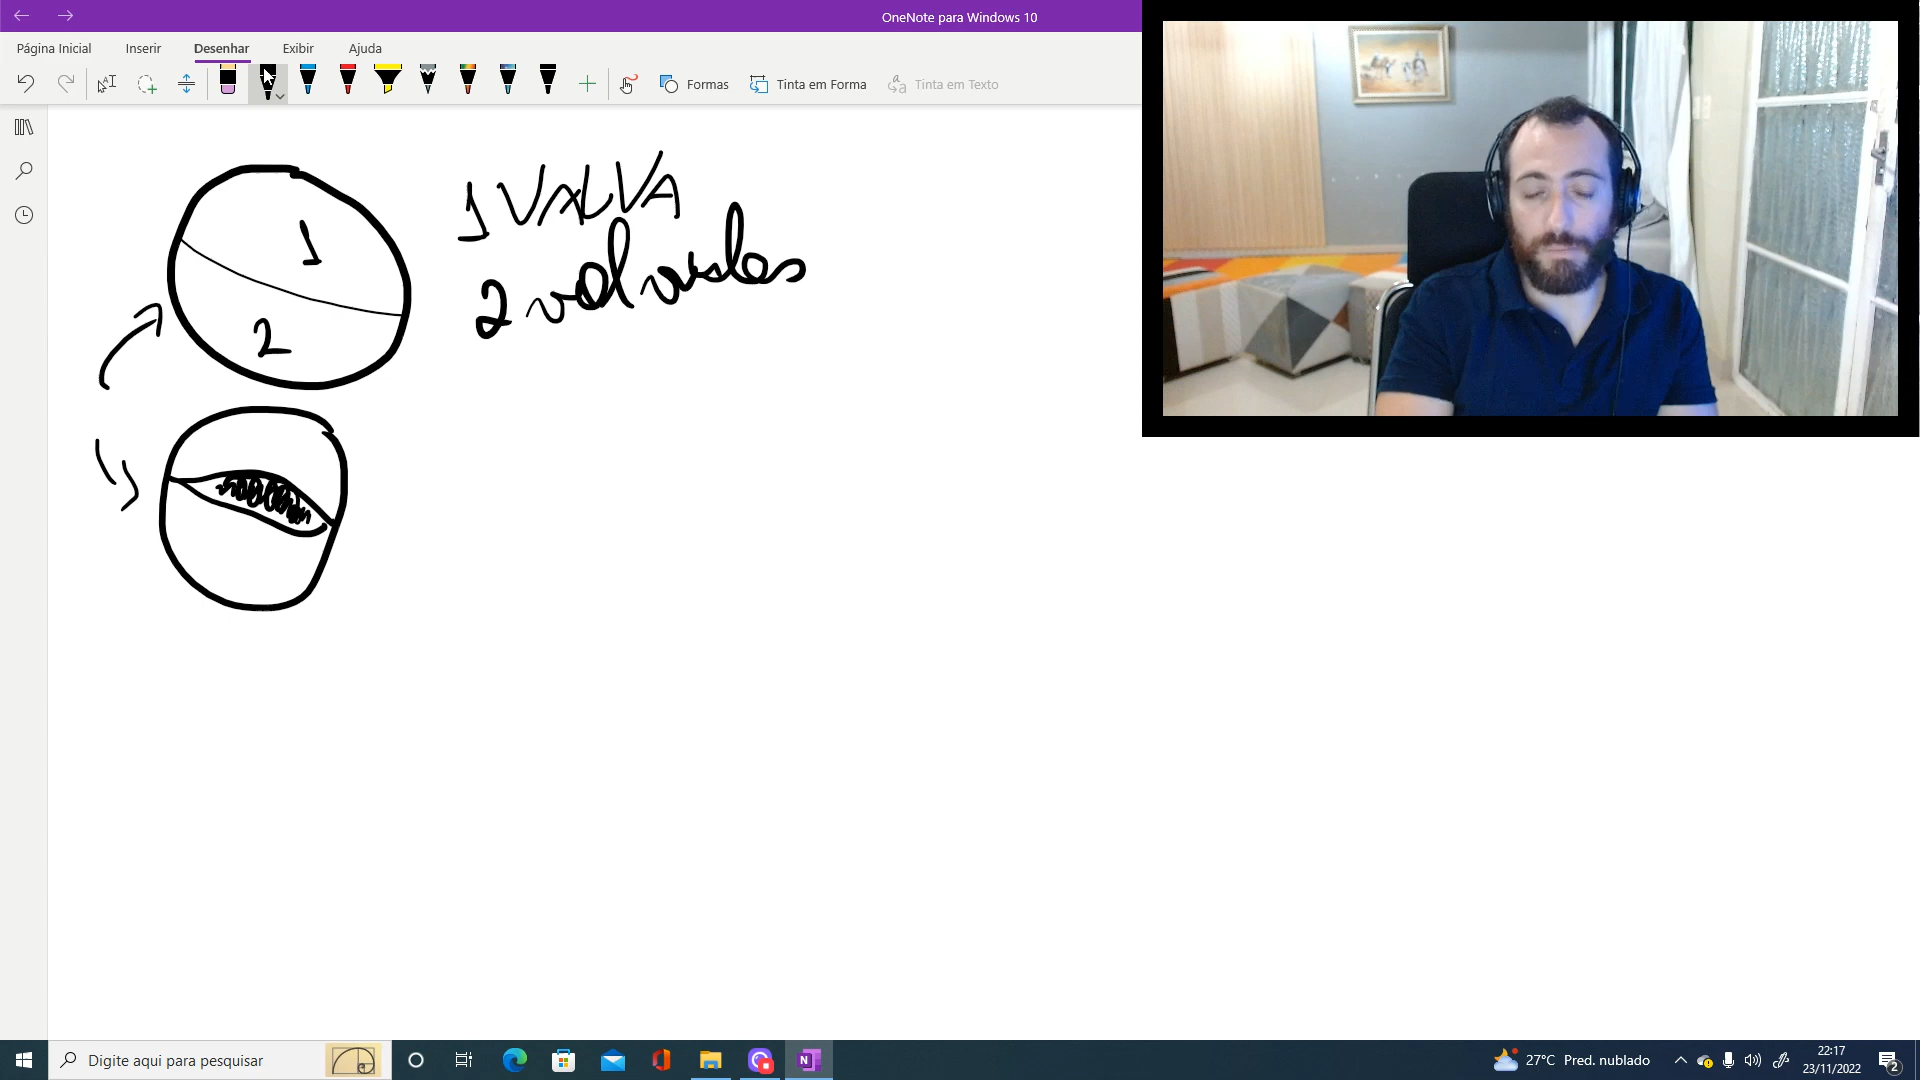 OneNote para Windows 10
Página Inicial Inserir Desenhar Exibir Ajuda
Formas Tinta em Forma Tinta em Texto
1 VALVA
2 valvulas
1
2
Digite aqui para pesquisar
27°C Pred. nublado
22:17
23/11/2022
2